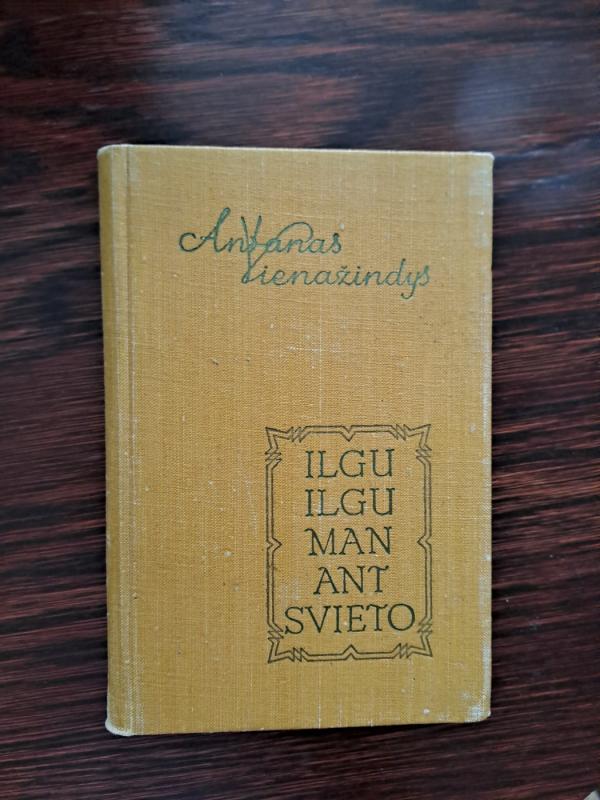 Antanas
Vienažindys
ILGU
ILGU
MAN
ANT
SVIETO